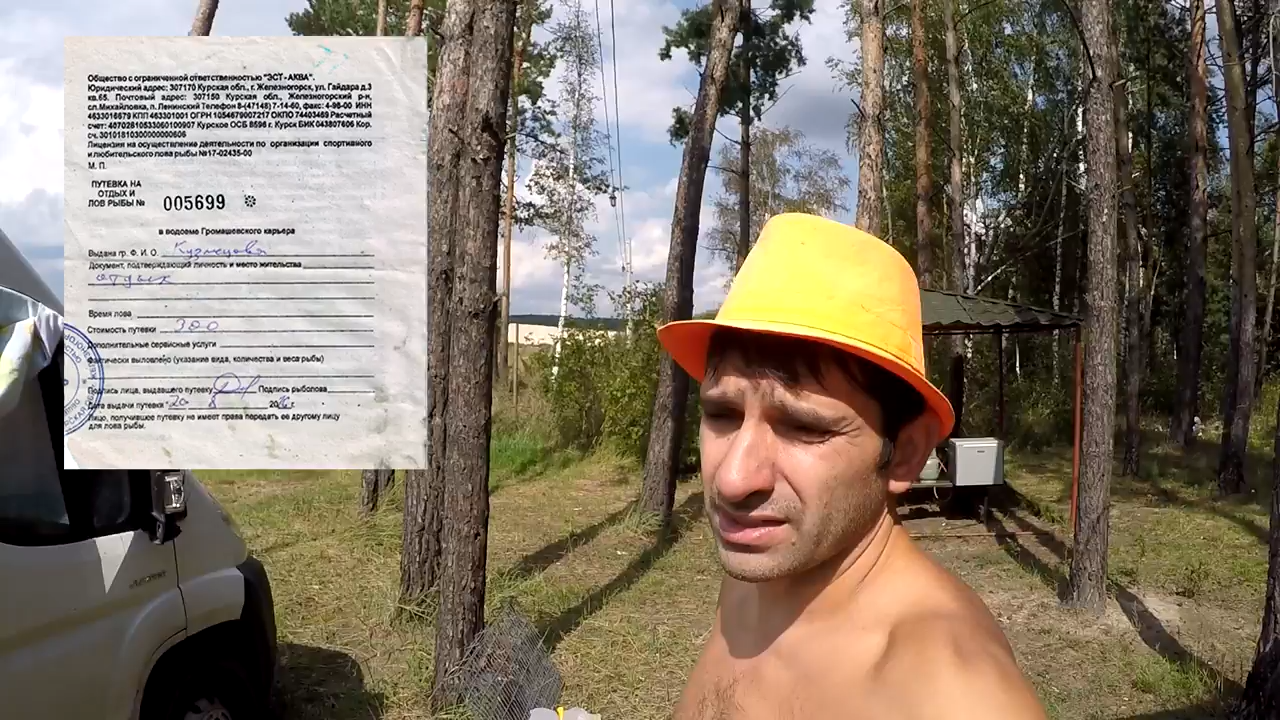 Общество с ограниченной ответственностью "ЭСТ-АКВА".
Юридический адрес: 307170 Курская обл., г. Железногорск, ул. Гайдара д.3
кв.65. Почтовый адрес: 307150 Курская обл., Железногорский р-н,
сл.Михайловка, п. Ленинский Телефон 8-(47148) 7-14-60, факс: 4-98-00 ИНН
4633016679 КПП 463301001 ОГРН 1054679007217 ОКПО 74403469 Расчетный
счет: 40702810533060100907 Курское ОСБ 8596 г. Курск БИК 043807606 Кор.
сч. 30101810300000000606
Лицензия на осуществление деятельности по организации спортивного
и любительского лова рыбы №17-02435-00
М. П.
ПУТЕВКА НА
ОТДЫХ И
ЛОВ РЫБЫ № 005699
в водоеме Громашевского карьера
Выдана гр. Ф. И. О. Кузнецова
Документ, подтверждающий личность и место жительства
отдых
Время лова
Стоимость путевки 300
Дополнительные сервисные услуги
Фактически выловлено (указание вида, количества и веса рыбы)
Подпись лица, выдавшего путевку Подпись рыболова
Дата выдачи путевки 20 8 2016 г.
Лицо, получившее путевку не имеет права передать ее другому лицу
для лова рыбы.